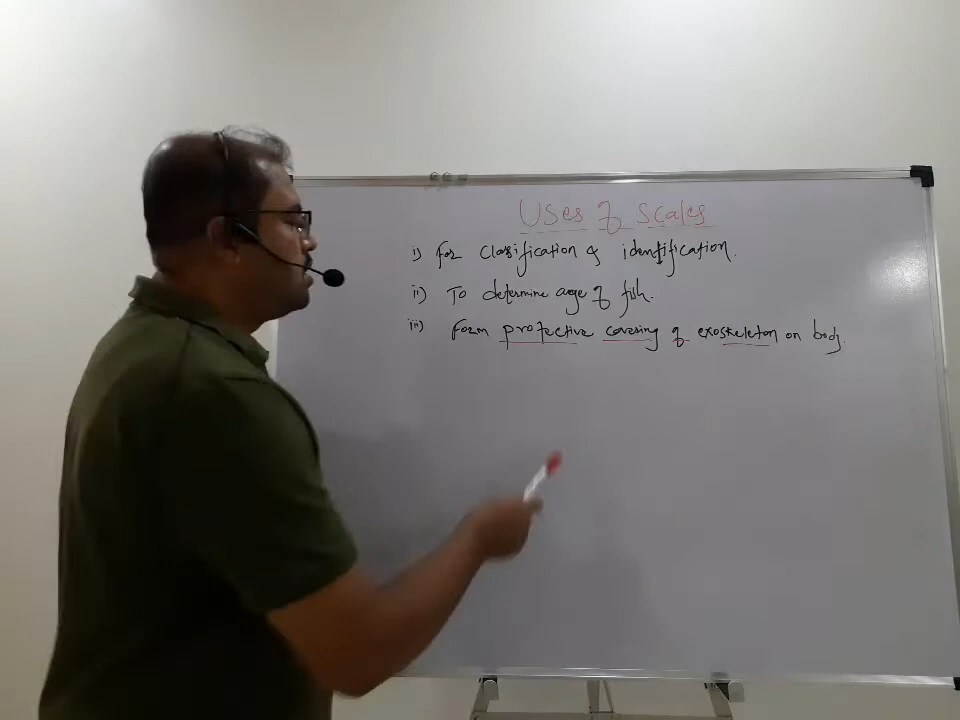 Uses of Scales
i) For Classification & identification.
ii) To determine age of fish.
iii) Form protective covering of exoskeleton on body